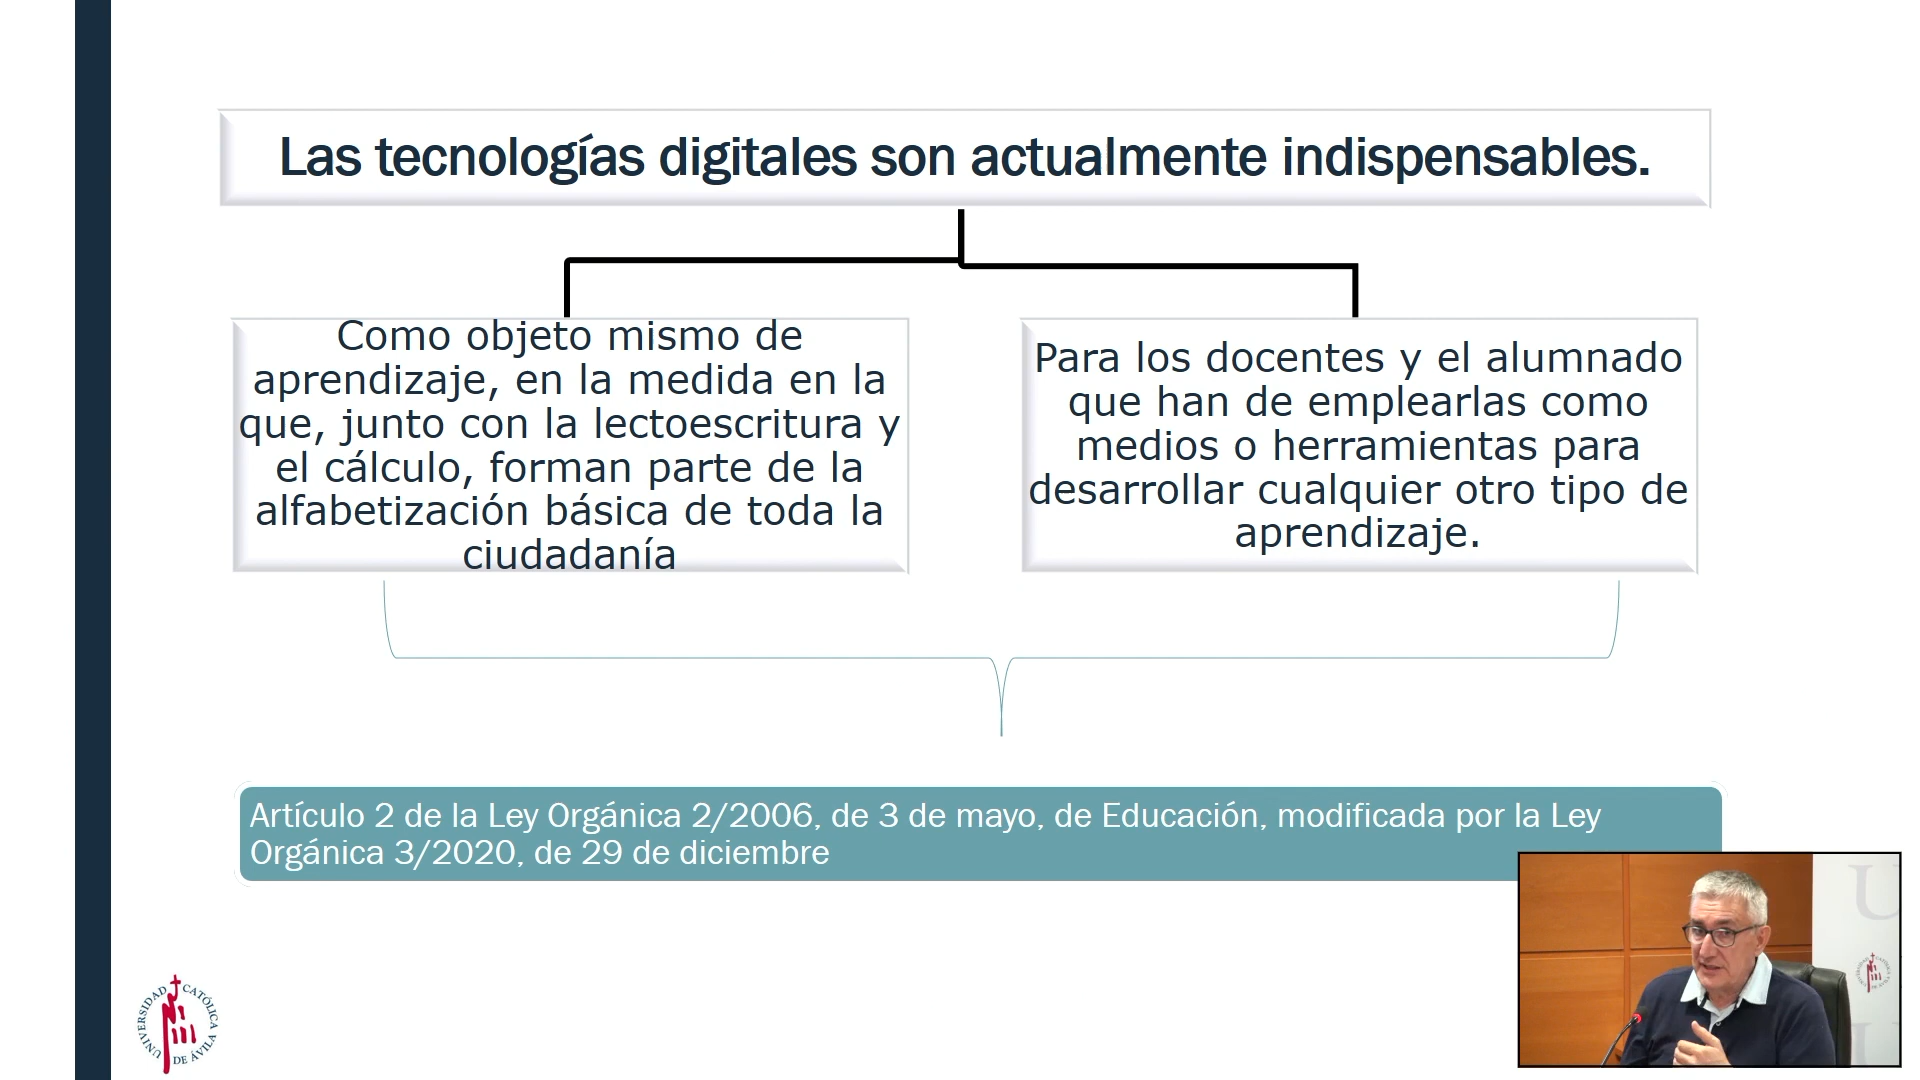 Las tecnologías digitales son actualmente indispensables.
Como objeto mismo de
aprendizaje, en la medida en la
que, junto con la lectoescritura y
el cálculo, forman parte de la
alfabetización básica de toda la
ciudadanía
Para los docentes y el alumnado
que han de emplearlas como
medios o herramientas para
desarrollar cualquier otro tipo de
aprendizaje.
Artículo 2 de la Ley Orgánica 2/2006, de 3 de mayo, de Educación, modificada por la Ley
Orgánica 3/2020, de 29 de diciembre
UNIVERSIDAD CATÓLICA
DE ÁVILA
U